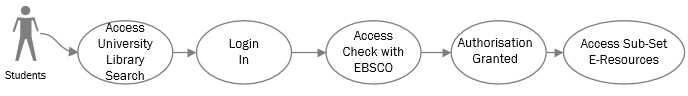 Students
Access
University
Library
Search
Login
In
Access
Check with
EBSCO
Authorisation
Granted
Access Sub-Set
E-Resources